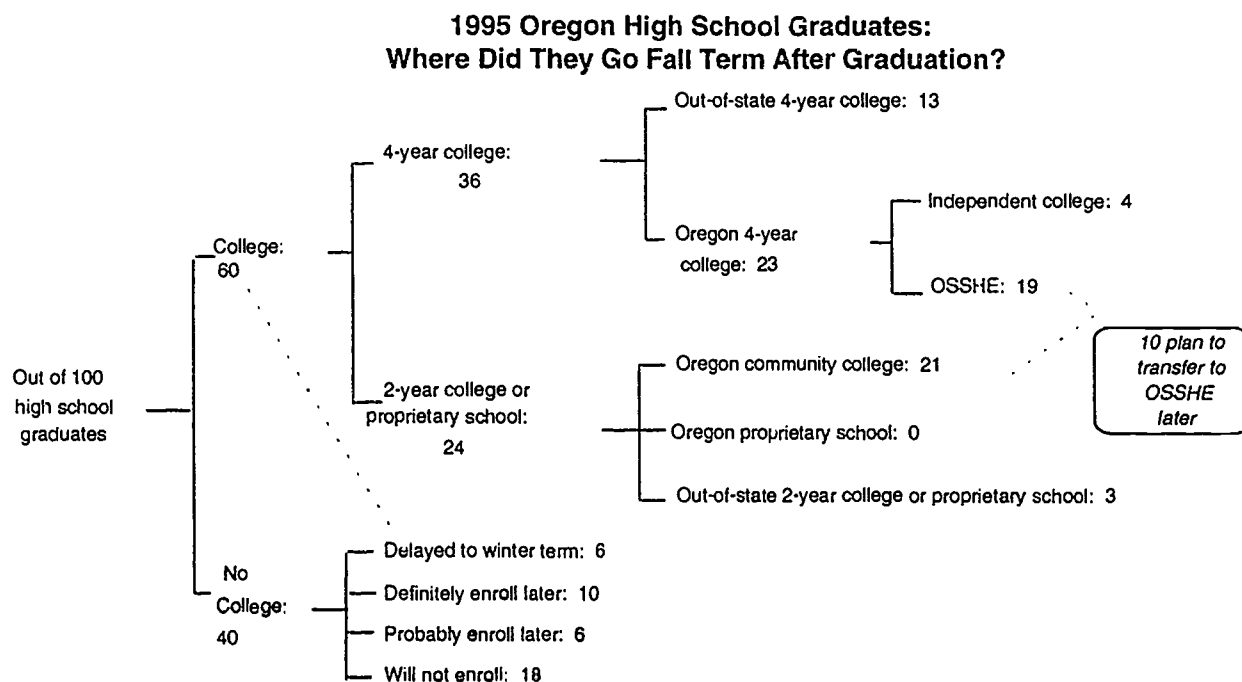 1995 Oregon High School Graduates:
Where Did They Go Fall Term After Graduation?
Out-of-state 4-year college: 13
4-year college:
36
Independent college: 4
Oregon 4-year
college: 23
College:
60
OSSHE: 19
10 plan to
transfer to
OSSHE
later
Oregon community college: 21
Out of 100
high school
graduates
2-year college or
proprietary school:
24
Oregon proprietary school: 0
Out-of-state 2-year college or proprietary school: 3
Delayed to winter term: 6
No
College:
40
Definitely enroll later: 10
Probably enroll later: 6
Will not enroll: 18